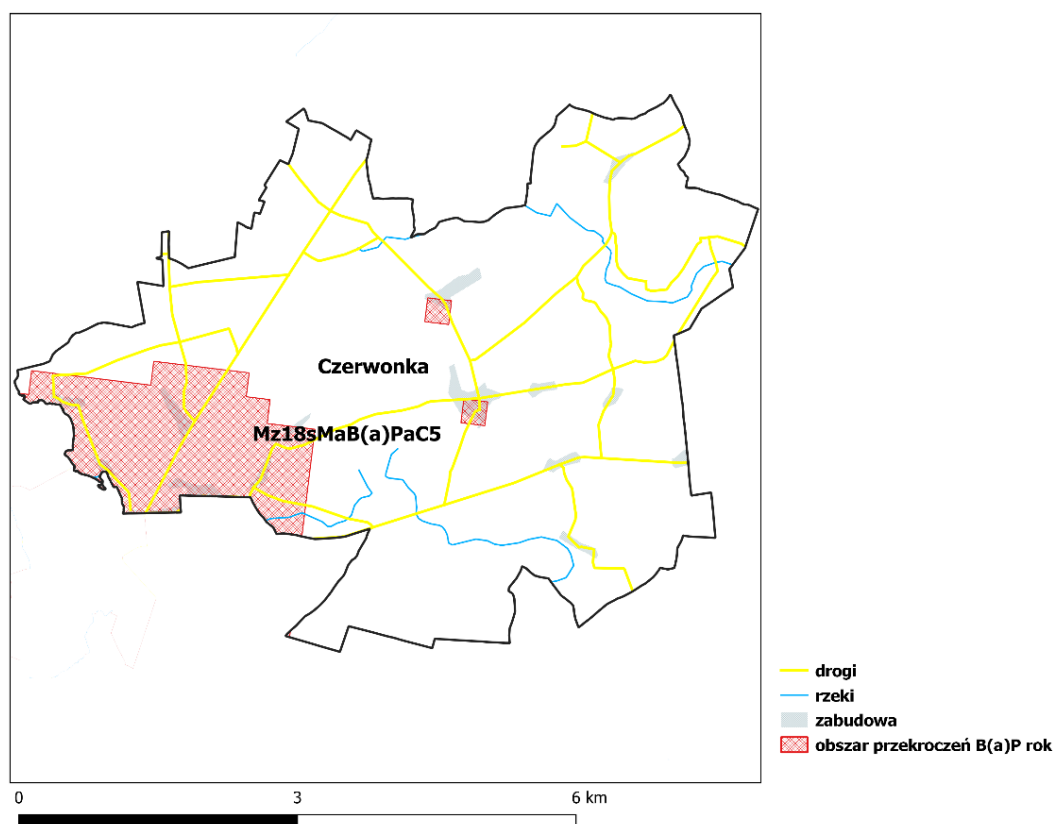 Czerwonka
Mz18sMaB(a)PaC5
drogi
rzeki
zabudowa
obszar przekroczeń B(a)P rok
0 3 6 km